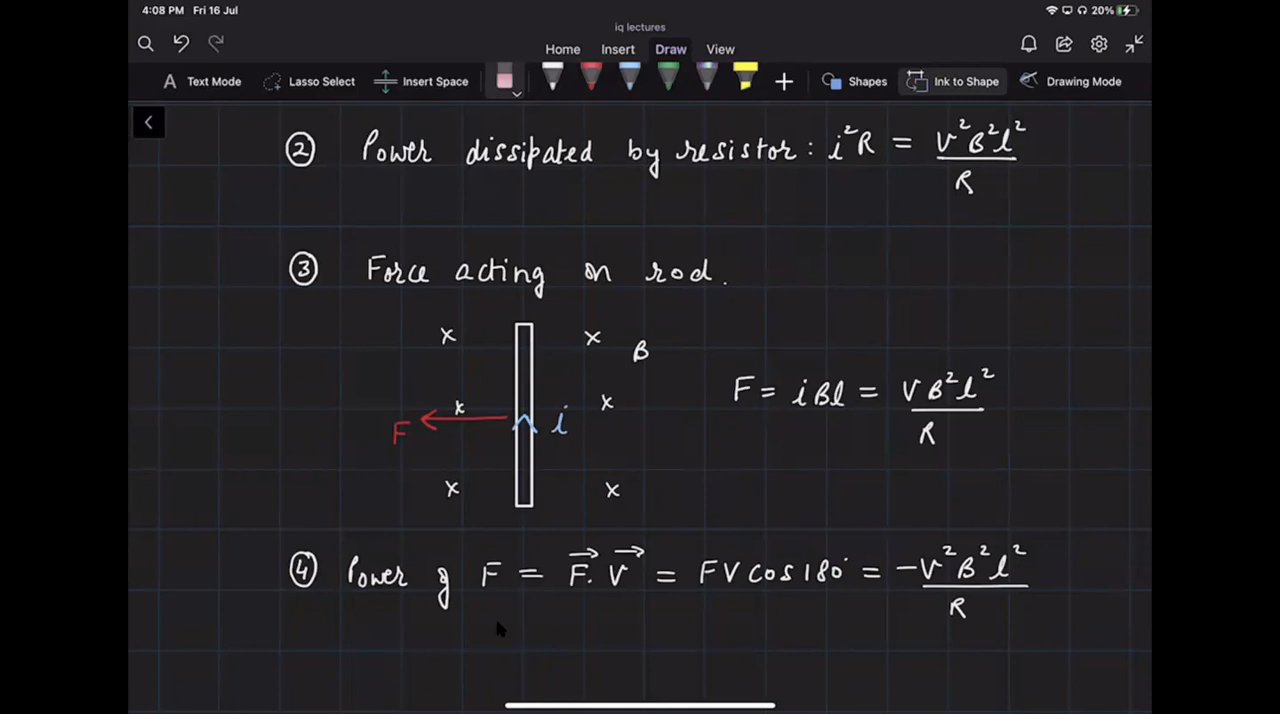 4:08 PM Fri 16 Jul
20%
iq lectures
Home Insert Draw View
Text Mode Lasso Select Insert Space Shapes Ink to Shape Drawing Mode
② Power dissipated by resistor: i²R = V²B²l²/R
③ Force acting on rod.
x x B
x x
F i
x x
F = iBl = VB²l²/R
④ Power of F = F⃗. V⃗ = FV cos180° = -V²B²l²/R